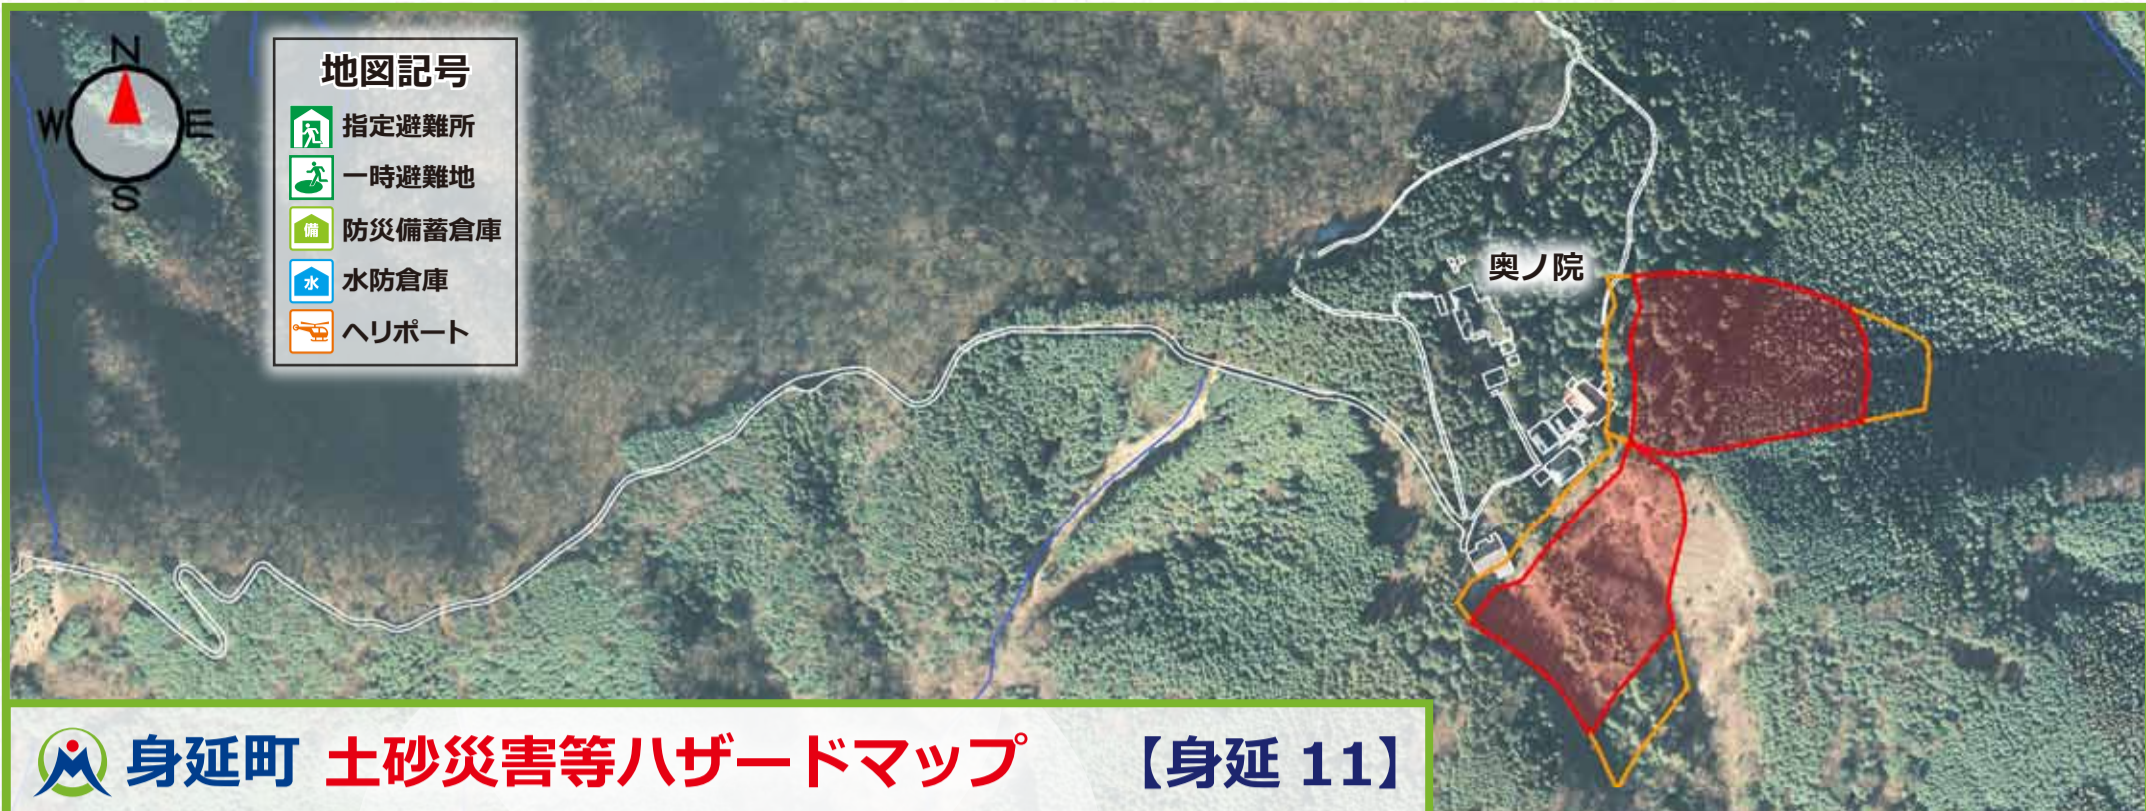 N
W E
S
地図記号
指定避難所
一時避難地
備 防災備蓄倉庫
水 水防倉庫
ヘリポート
奥ノ院
身延町 土砂災害等ハザードマップ 【身延 11】